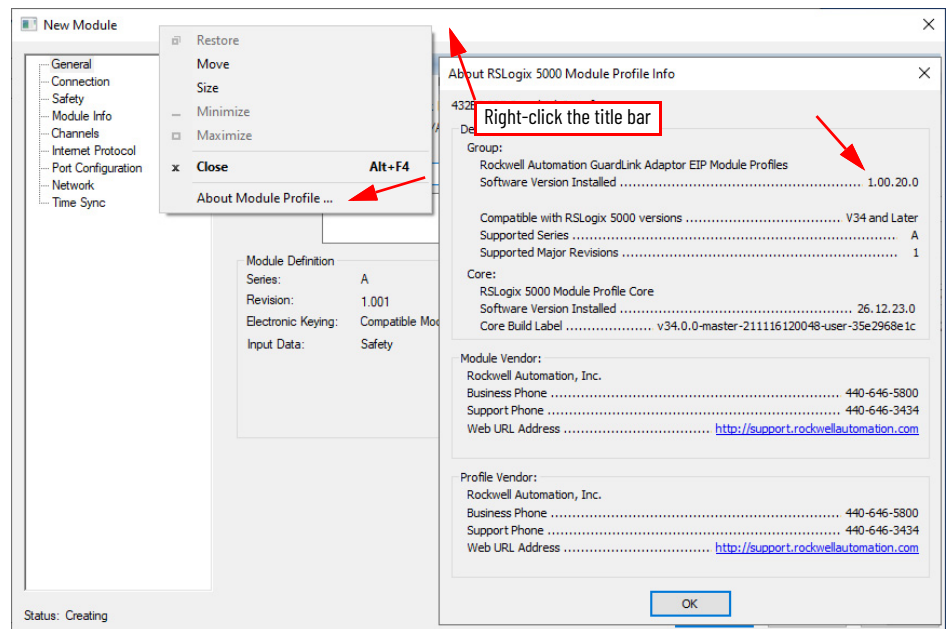 New Module
General
Connection
Safety
Module Info
Channels
Internet Protocol
Port Configuration
Network
Time Sync
Restore
Move
Size
Minimize
Maximize
x Close Alt+F4
About Module Profile ...
Module Definition
Series: A
Revision: 1.001
Electronic Keying: Compatible Mod
Input Data: Safety
Status: Creating
Right-click the title bar
About RSLogix 5000 Module Profile Info
432E
De
Group:
Rockwell Automation GuardLink Adaptor EIP Module Profiles
Software Version Installed ........ 1.00.20.0
Compatible with RSLogix 5000 versions ........ V34 and Later
Supported Series ........ A
Supported Major Revisions ........ 1
Core:
RSLogix 5000 Module Profile Core
Software Version Installed ........ 26.12.23.0
Core Build Label ........ v34.0.0-master-211116120048-user-35e2968e1c
Module Vendor:
Rockwell Automation, Inc.
Business Phone ........ 440-646-5800
Support Phone ........ 440-646-3434
Web URL Address ........ http://support.rockwellautomation.com
Profile Vendor:
Rockwell Automation, Inc.
Business Phone ........ 440-646-5800
Support Phone ........ 440-646-3434
Web URL Address ........ http://support.rockwellautomation.com
OK